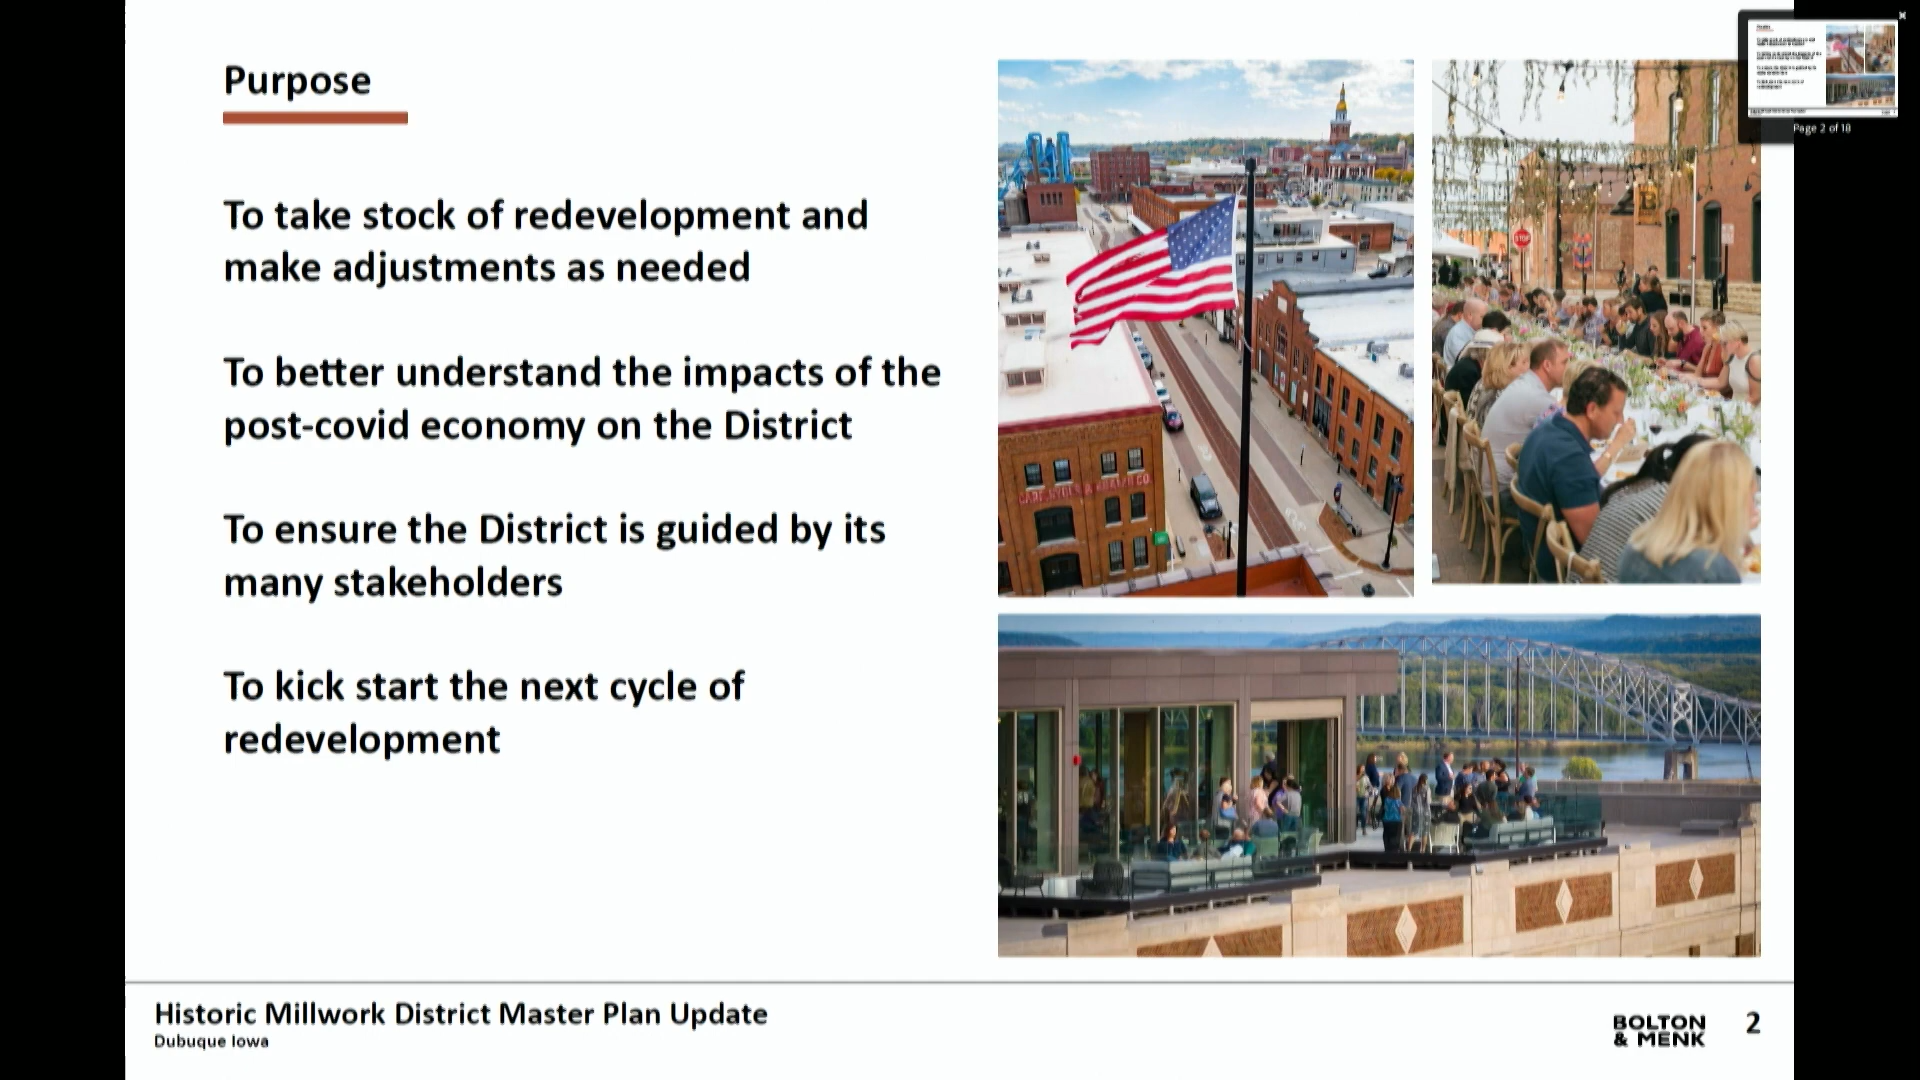 Purpose
To take stock of redevelopment and
make adjustments as needed
To better understand the impacts of the
post-covid economy on the District
To ensure the District is guided by its
many stakeholders
To kick start the next cycle of
redevelopment
STOP
B
Page 2 of 18
Historic Millwork District Master Plan Update
Dubuque Iowa
BOLTON
& MENK
2